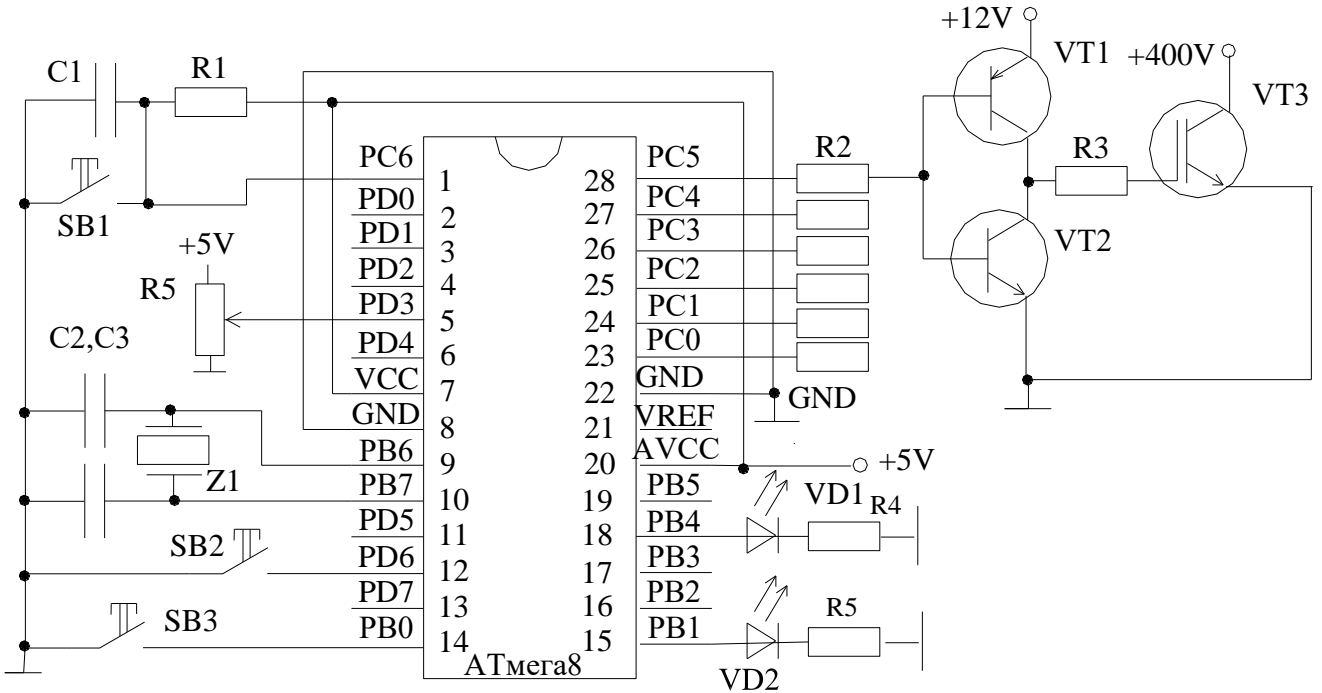 +12V
VT1
+400V
VT3
C1
R1
PC6
1
28
PC5
R2
R3
SB1
PD0
2
27
PC4
PD1
3
26
PC3
VT2
+5V
R5
PD2
4
25
PC2
PD3
5
24
PC1
C2,C3
PD4
6
23
PC0
VCC
7
22
GND
GND
GND
8
21
VREF
PB6
9
20
AVCC
+5V
Z1
PB7
10
19
PB5
VD1
R4
PD5
11
18
PB4
SB2
PD6
12
17
PB3
PD7
13
16
PB2
R5
SB3
PB0
14
15
PB1
АТмега8
VD2